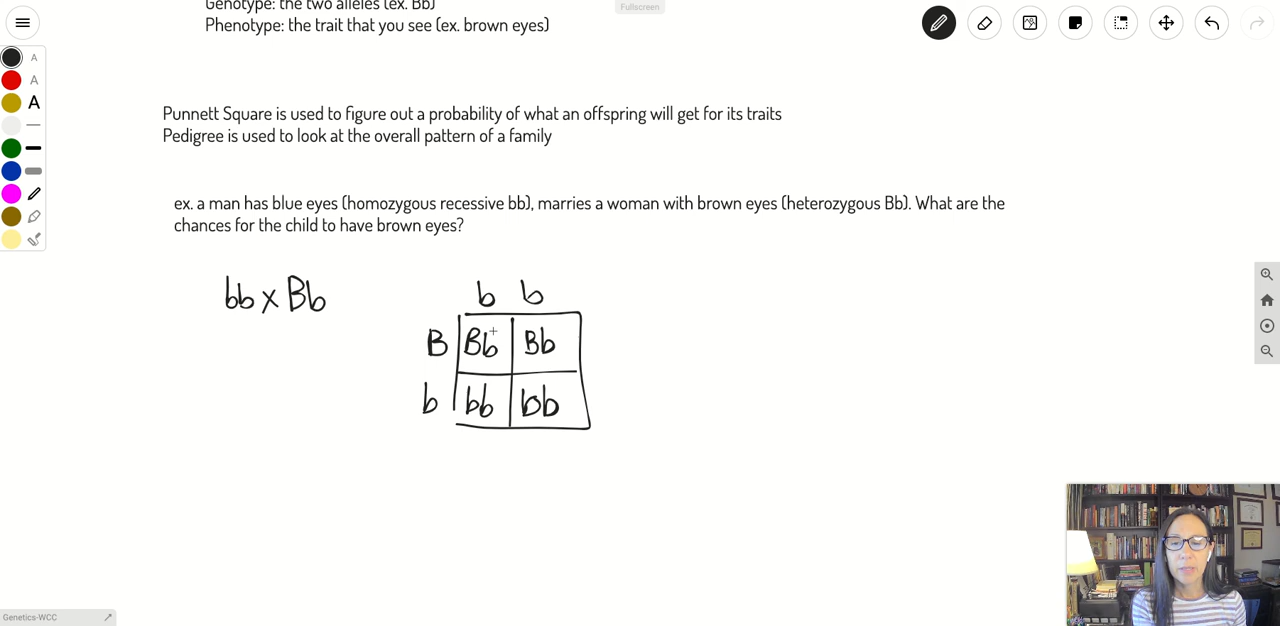 Genotype: the two alleles (ex. Bb)
Fullscreen
Phenotype: the trait that you see (ex. brown eyes)
A
A
A
Punnett Square is used to figure out a probability of what an offspring will get for its traits
Pedigree is used to look at the overall pattern of a family
ex. a man has blue eyes (homozygous recessive bb), marries a woman with brown eyes (heterozygous Bb). What are the
chances for the child to have brown eyes?
bb x Bb
b b
B Bb Bb
b bb bb
Genetics-WCC